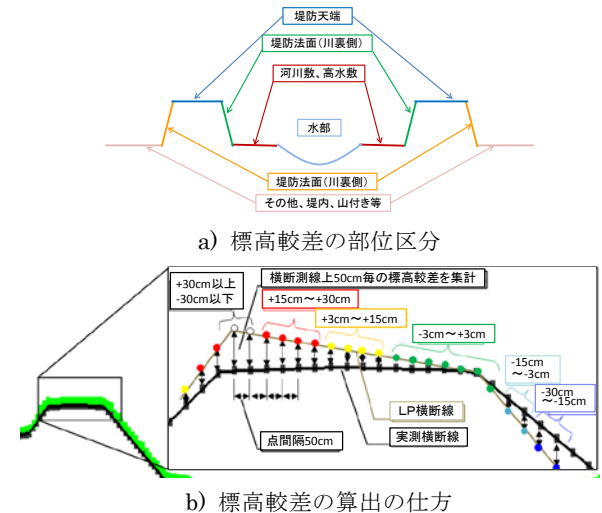 堤防天端
堤防法面（川裏側）
河川敷、高水敷
水部
堤防法面（川裏側）
その他、堤内、山付き等
a) 標高較差の部位区分
+30cm以上
-30cm以下
横断測線上50cm毎の標高較差を集計
+15cm～+30cm
+3cm～+15cm
-3cm～+3cm
-15cm
～-3cm
-30cm
～-15cm
LP横断線
点間隔50cm
実測横断線
b) 標高較差の算出の仕方